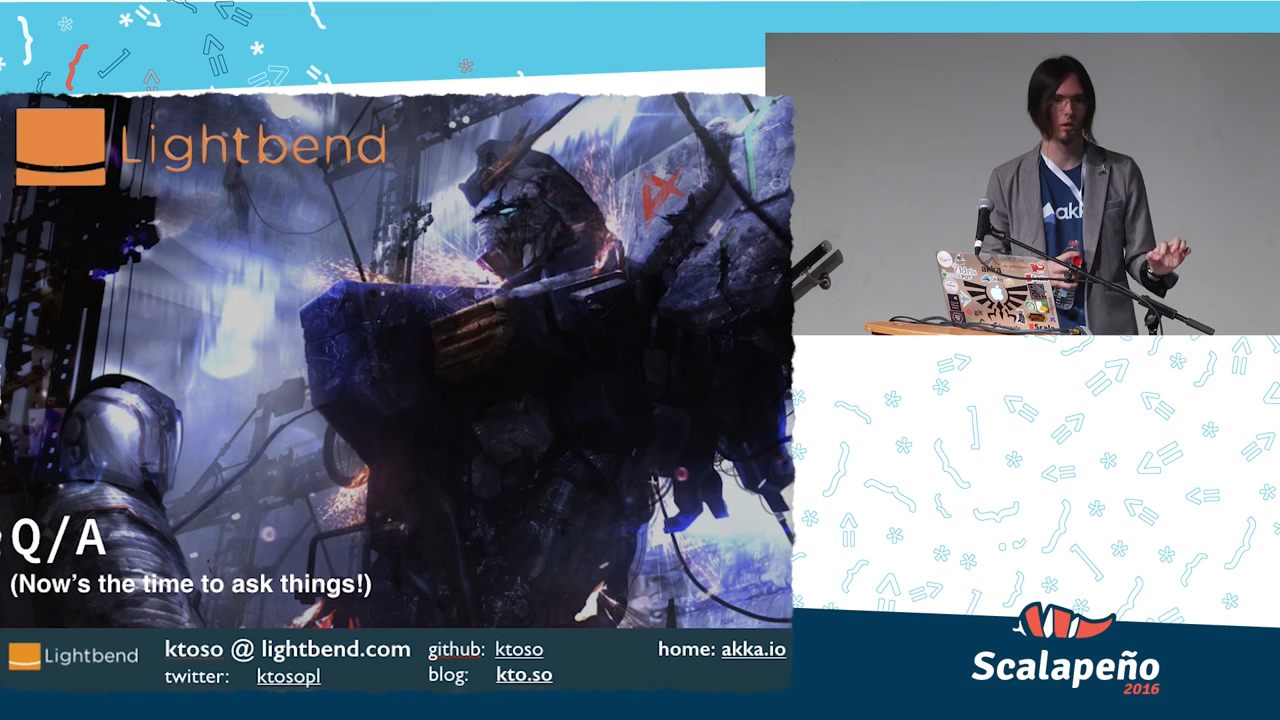 Lightbend
Q/A
(Now's the time to ask things!)
Lightbend
ktoso @ lightbend.com
twitter: ktosopl
github: ktoso
blog: kto.so
home: akka.io
akka
Scalapeño
2016